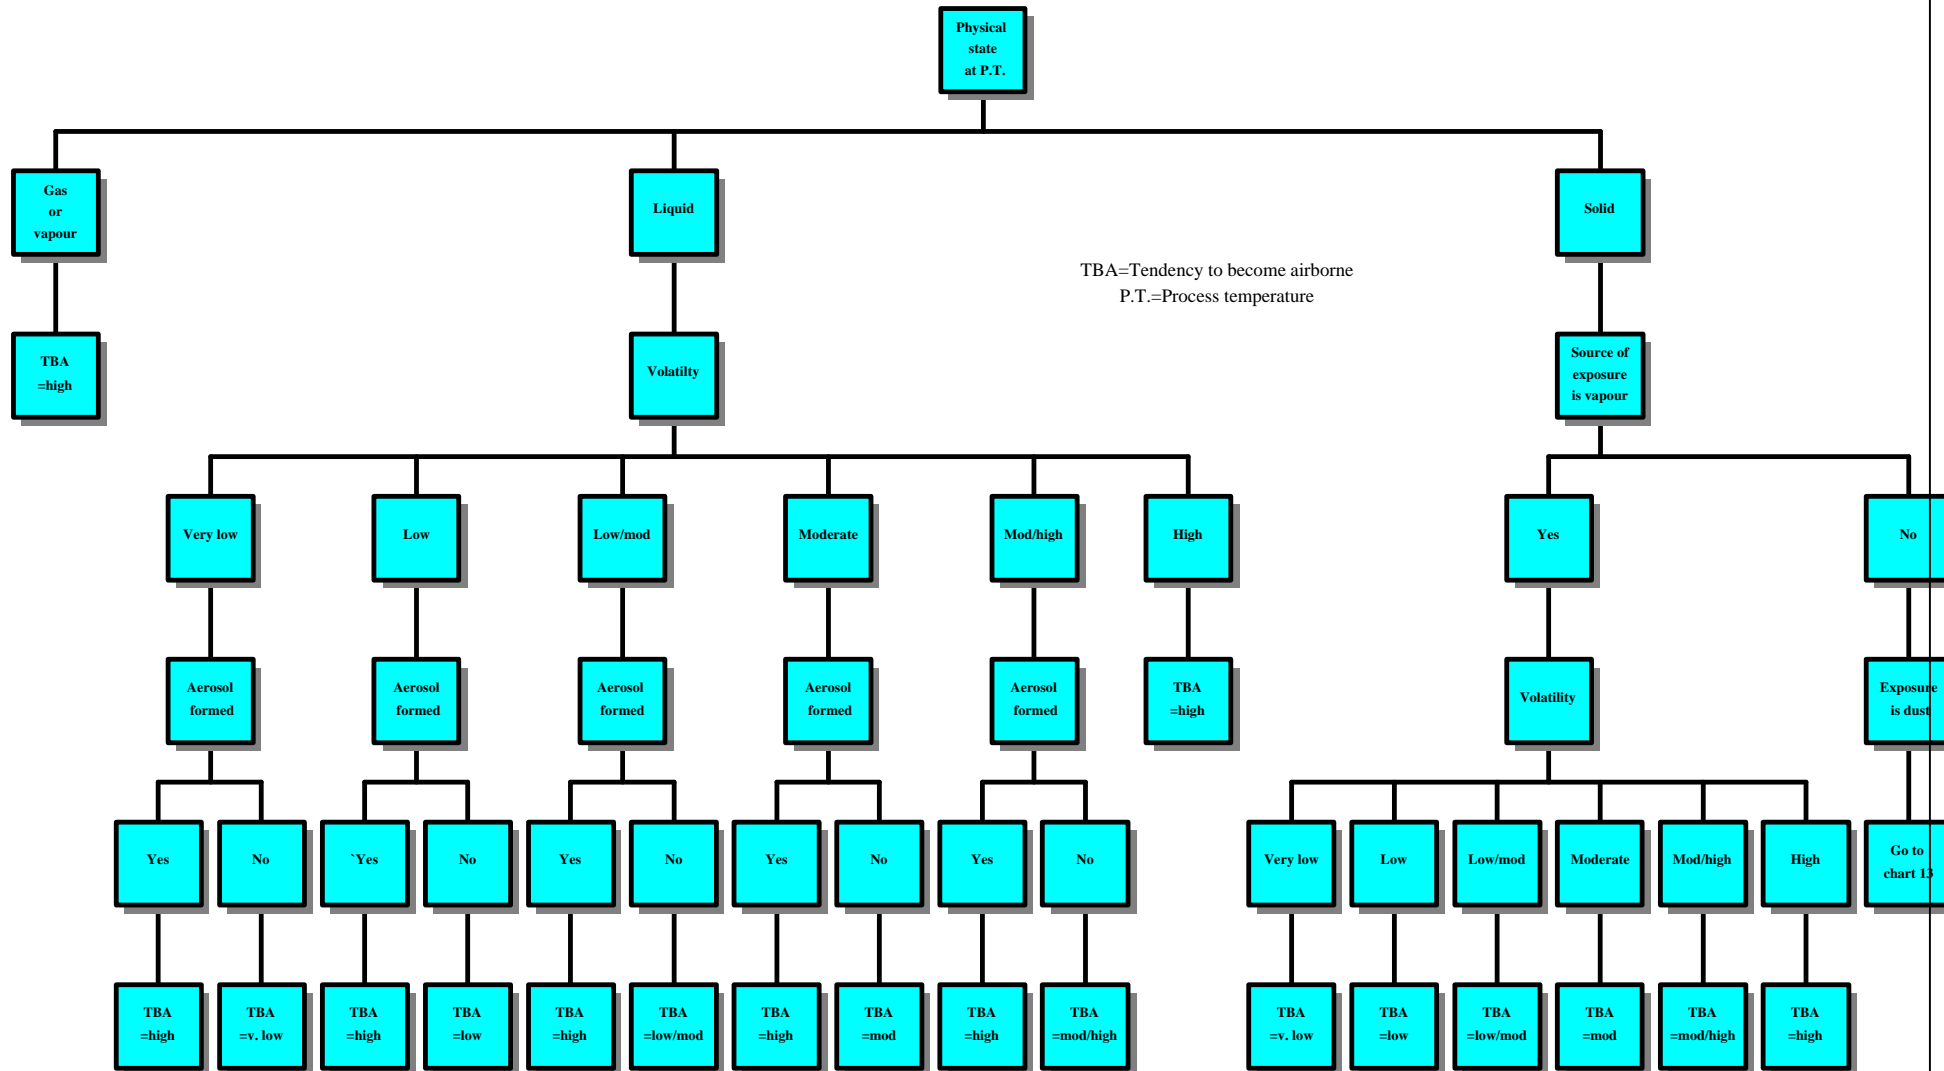 Physical
state
at P.T.
Gas
or
vapour
Liquid
Solid
TBA=Tendency to become airborne
P.T.=Process temperature
TBA
=high
Volatilty
Source of
exposure
is vapour
Very low
Low
Low/mod
Moderate
Mod/high
High
Yes
No
Aerosol
formed
Aerosol
formed
Aerosol
formed
Aerosol
formed
Aerosol
formed
TBA
=high
Volatility
Exposure
is dust
Yes
No
`Yes
No
Yes
No
Yes
No
Yes
No
Very low
Low
Low/mod
Moderate
Mod/high
High
Go to
chart 13
TBA
=high
TBA
=v. low
TBA
=high
TBA
=low
TBA
=high
TBA
=low/mod
TBA
=high
TBA
=mod
TBA
=high
TBA
=mod/high
TBA
=v. low
TBA
=low
TBA
=low/mod
TBA
=mod
TBA
=mod/high
TBA
=high